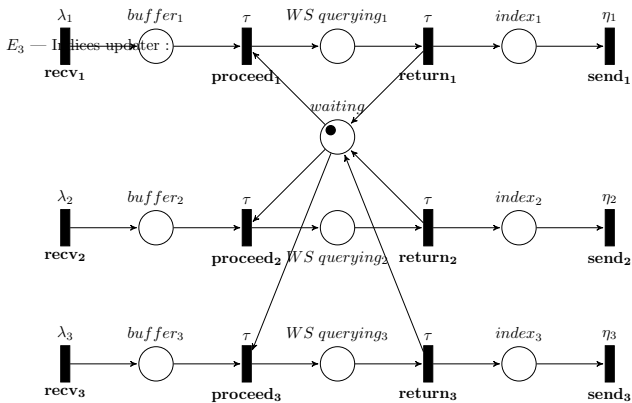 λ₁ buffer₁ τ WS querying₁ τ index₁ η₁
E₃ — Indices updater :
recv₁ proceed₁ return₁ send₁
waiting
λ₂ buffer₂ τ τ index₂ η₂
recv₂ proceed₂ WS querying₂ return₂ send₂
λ₃ buffer₃ τ WS querying₃ τ index₃ η₃
recv₃ proceed₃ return₃ send₃